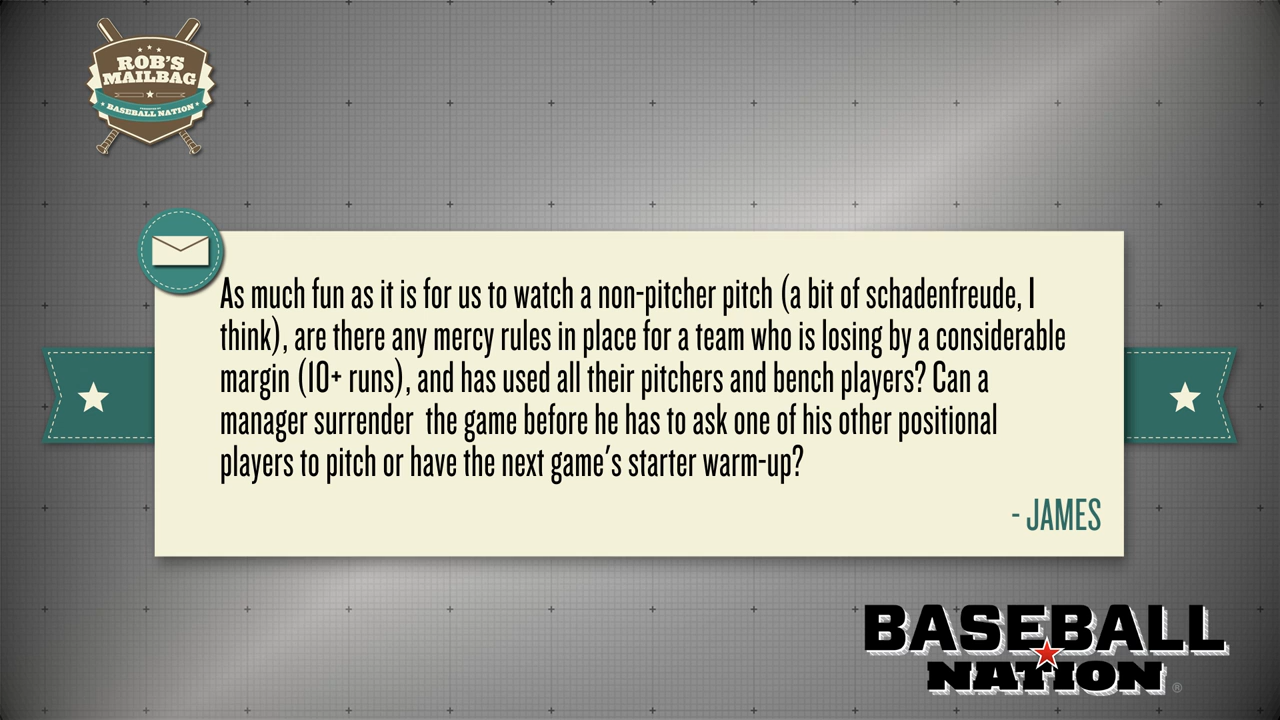 ROB'S
MAILBAG
BASEBALL NATION
As much fun as it is for us to watch a non-pitcher pitch (a bit of schadenfreude, I
think), are there any mercy rules in place for a team who is losing by a considerable
margin (10+ runs), and has used all their pitchers and bench players? Can a
manager surrender  the game before he has to ask one of his other positional
players to pitch or have the next game's starter warm-up?
- JAMES
BASEBALL
NATION
®